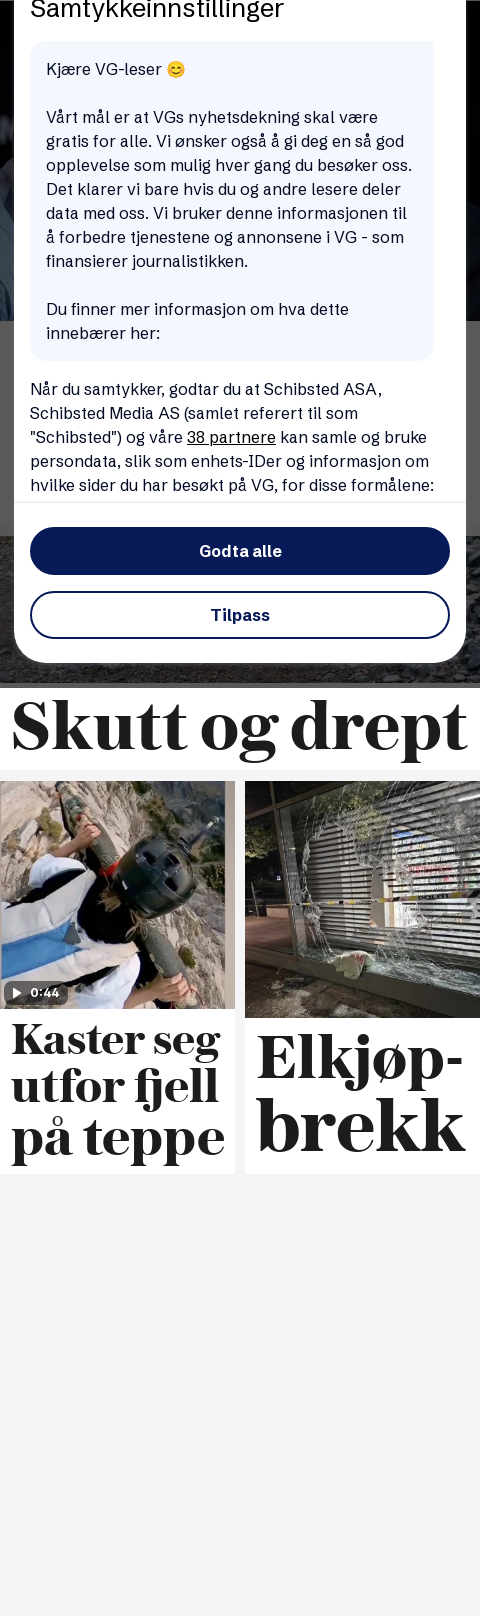 Samtykkeinnstillinger
Kjære VG-leser 😊
Vårt mål er at VGs nyhetsdekning skal være
gratis for alle. Vi ønsker også å gi deg en så god
opplevelse som mulig hver gang du besøker oss.
Det klarer vi bare hvis du og andre lesere deler
data med oss. Vi bruker denne informasjonen til
å forbedre tjenestene og annonsene i VG - som
finansierer journalistikken.
Du finner mer informasjon om hva dette
innebærer her:
Når du samtykker, godtar du at Schibsted ASA,
Schibsted Media AS (samlet referert til som
"Schibsted") og våre 38 partnere kan samle og bruke
persondata, slik som enhets-IDer og informasjon om
hvilke sider du har besøkt på VG, for disse formålene:
Godta alle
Tilpass
Skutt og drept
0:44
Kaster seg
utfor fjell
på teppe
Elkjøp-
brekk